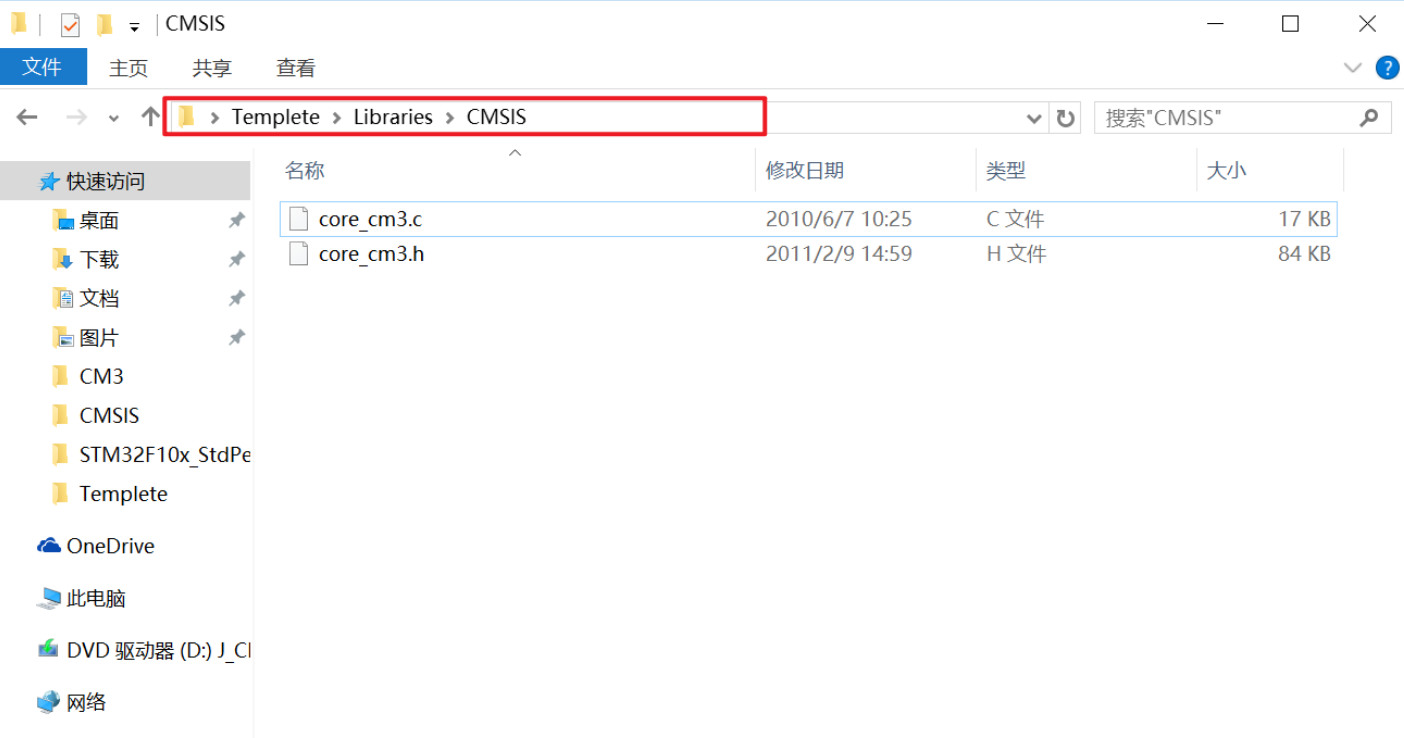 CMSIS
文件 主页 共享 查看 ?
Templete Libraries CMSIS 搜索"CMSIS"
名称 修改日期 类型 大小
快速访问
桌面
下载
文档
图片
CM3
CMSIS
STM32F10x_StdPe
Templete
OneDrive
此电脑
DVD 驱动器 (D:) J_Cl
网络
core_cm3.c 2010/6/7 10:25 C 文件 17 KB
core_cm3.h 2011/2/9 14:59 H 文件 84 KB